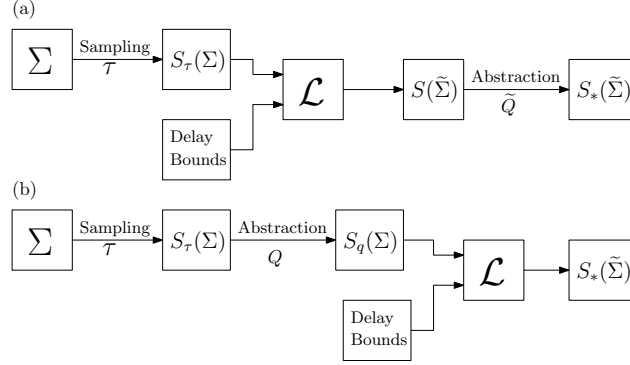 (a)
Σ
Sampling
τ
S_τ(Σ)
Delay
Bounds
ℒ
S(Σ̃)
Abstraction
Q̃
S_*(Σ̃)
(b)
Σ
Sampling
τ
S_τ(Σ)
Abstraction
Q
S_q(Σ)
Delay
Bounds
ℒ
S_*(Σ̃)